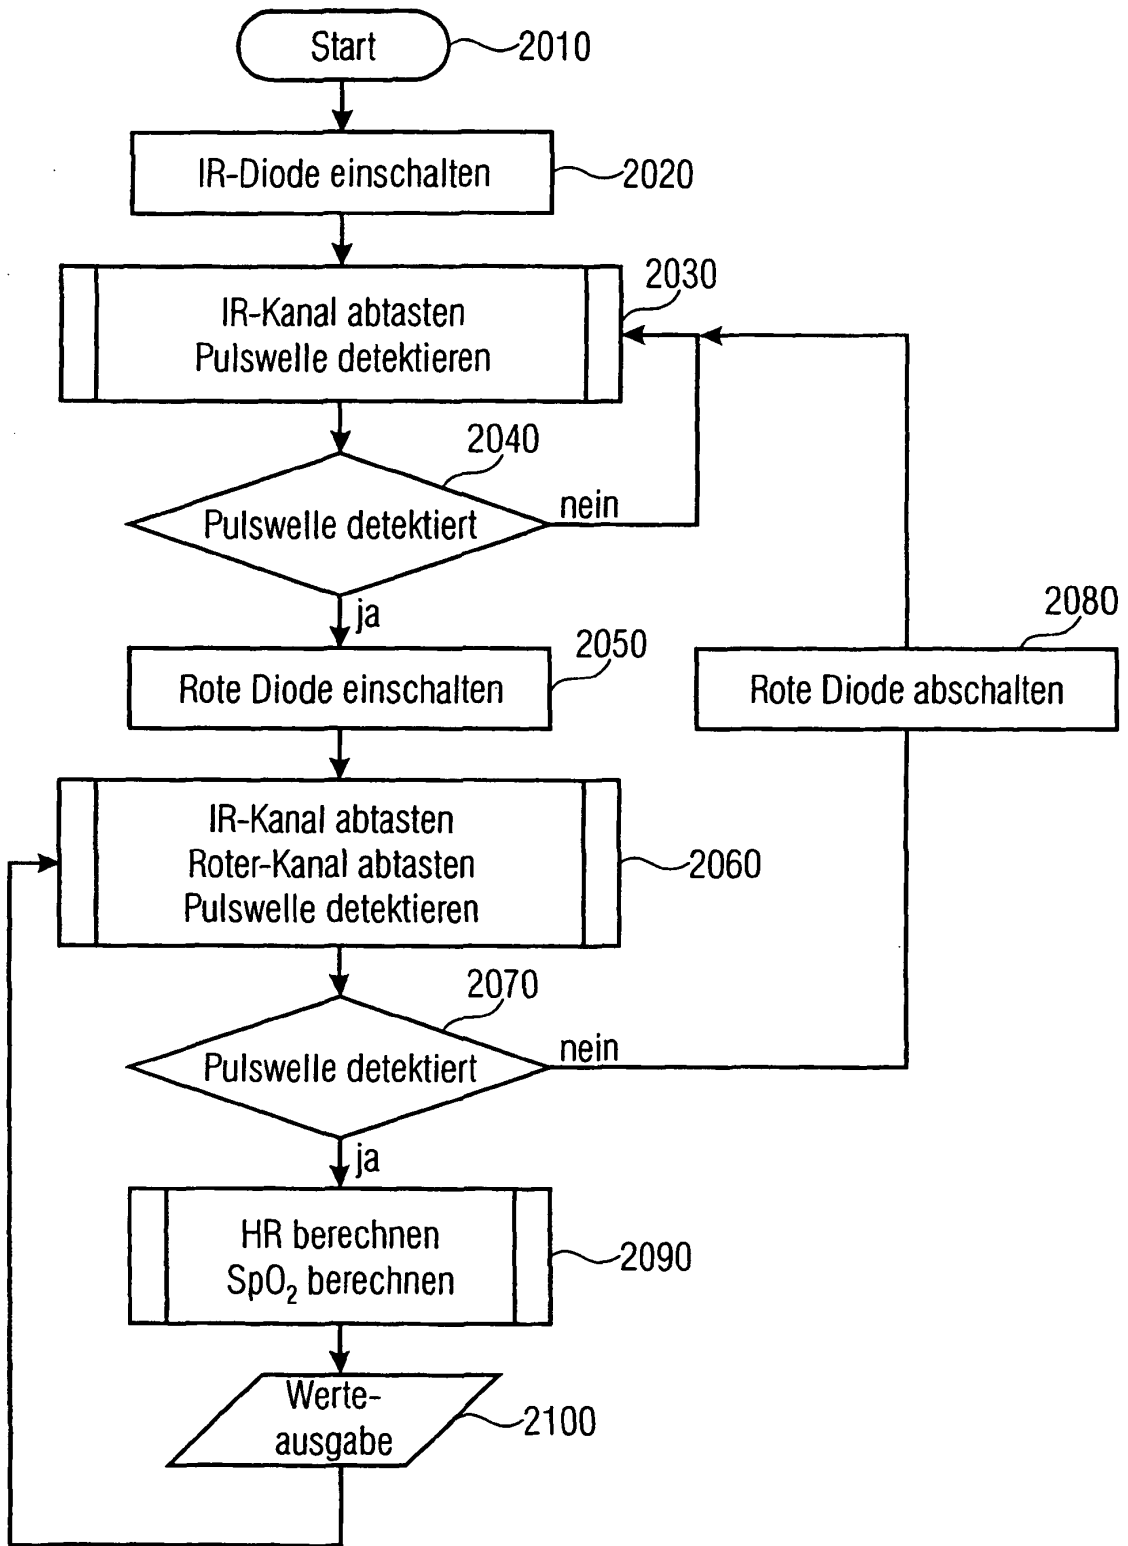 Start
2010
IR-Diode einschalten
2020
2030
IR-Kanal abtasten
Pulswelle detektieren
2040
Pulswelle detektiert
nein
ja
2050
Rote Diode einschalten
2080
Rote Diode abschalten
IR-Kanal abtasten
Roter-Kanal abtasten
Pulswelle detektieren
2060
2070
Pulswelle detektiert
nein
ja
HR berechnen
SpO₂ berechnen
2090
Werte-
ausgabe
2100